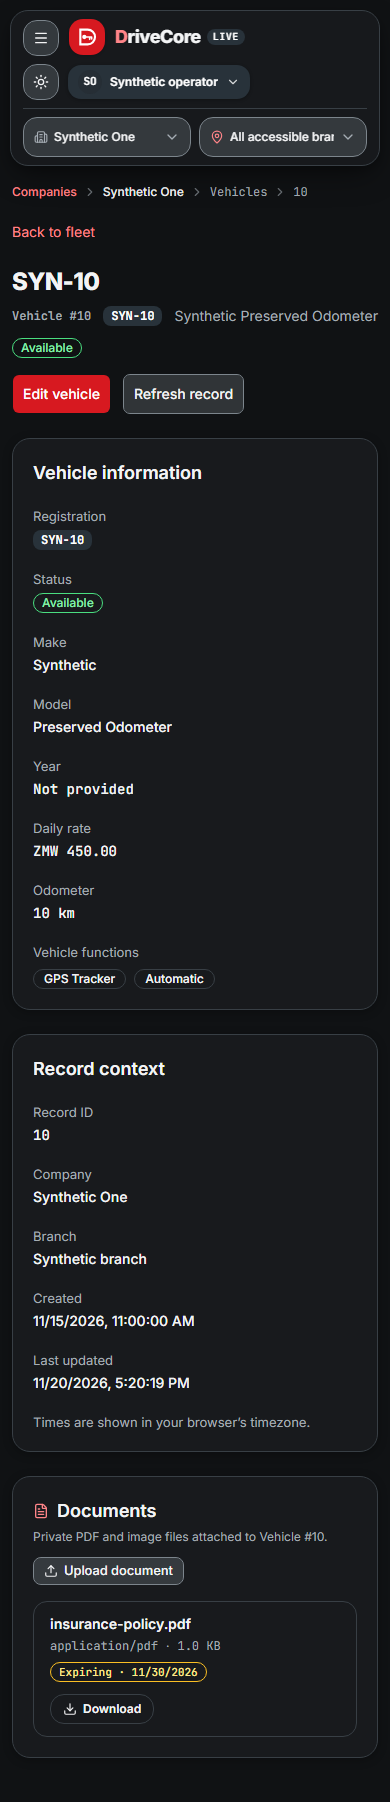 DriveCore LIVE
SO Synthetic operator
Synthetic One All accessible bran
Companies > Synthetic One > Vehicles > 10
Back to fleet
SYN-10
Vehicle #10 SYN-10 Synthetic Preserved Odometer
Available
Edit vehicle Refresh record
Vehicle information
Registration
SYN-10
Status
Available
Make
Synthetic
Model
Preserved Odometer
Year
Not provided
Daily rate
ZMW 450.00
Odometer
10 km
Vehicle functions
GPS Tracker Automatic
Record context
Record ID
10
Company
Synthetic One
Branch
Synthetic branch
Created
11/15/2026, 11:00:00 AM
Last updated
11/20/2026, 5:20:19 PM
Times are shown in your browser’s timezone.
Documents
Private PDF and image files attached to Vehicle #10.
Upload document
insurance-policy.pdf
application/pdf · 1.0 KB
Expiring · 11/30/2026
Download